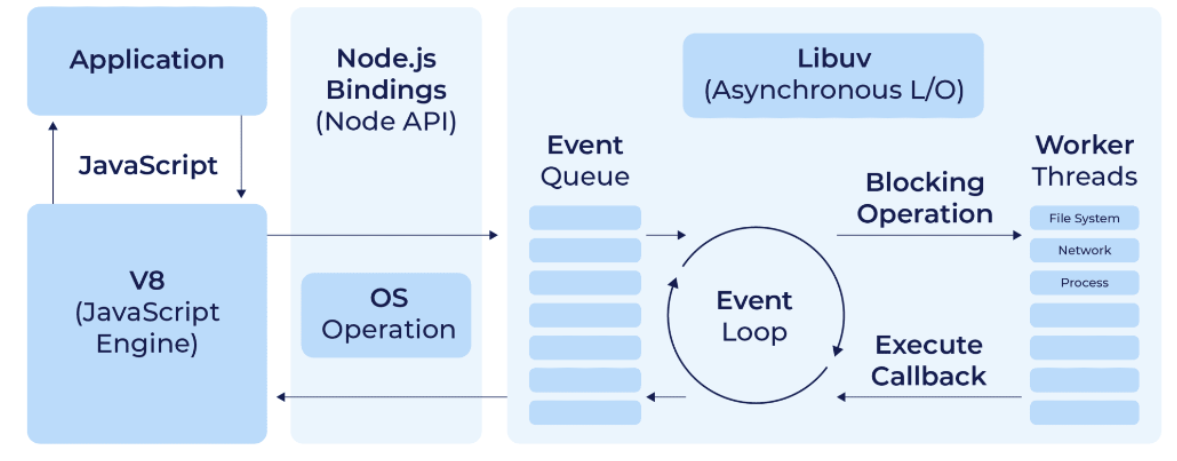 Application
JavaScript
V8
(JavaScript
Engine)
Node.js
Bindings
(Node API)
OS
Operation
Libuv
(Asynchronous L/O)
Event
Queue
Event
Loop
Blocking
Operation
Execute
Callback
Worker
Threads
File System
Network
Process